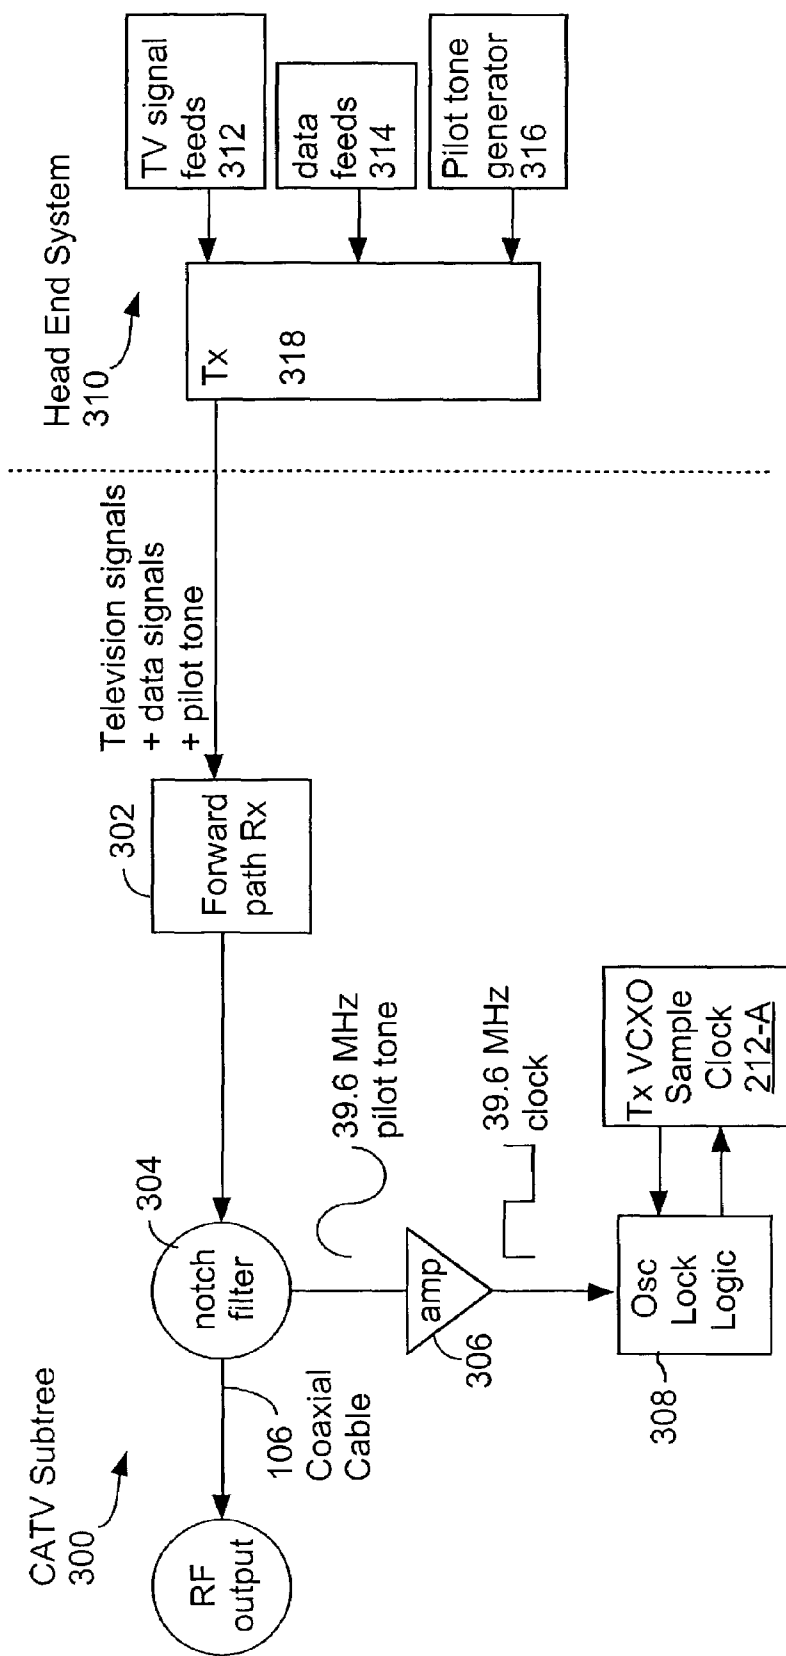 CATV Subtree
300
Head End System
310
RF
output
106
Coaxial
Cable
notch
filter
304
Forward
path Rx
302
Television signals
+ data signals
+ pilot tone
Tx
318
TV signal
feeds
312
data
feeds
314
Pilot tone
generator
316
39.6 MHz
pilot tone
amp
306
39.6 MHz
clock
Osc
Lock
Logic
308
Tx VCXO
Sample
Clock
212-A